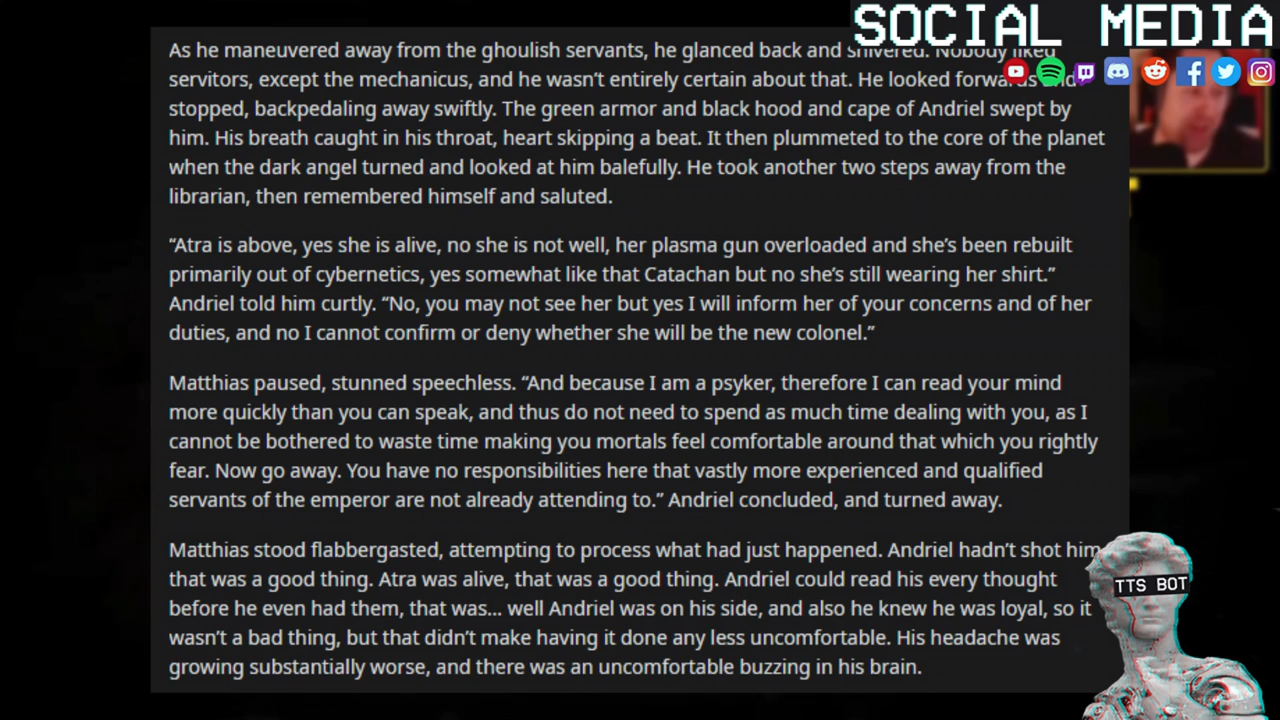 SOCIAL MEDIA
As he maneuvered away from the ghoulish servants, he glanced back and shivered. Nobody liked
servitors, except the mechanicus, and he wasn't entirely certain about that. He looked forwards and
stopped, backpedaling away swiftly. The green armor and black hood and cape of Andriel swept by
him. His breath caught in his throat, heart skipping a beat. It then plummeted to the core of the planet
when the dark angel turned and looked at him balefully. He took another two steps away from the
librarian, then remembered himself and saluted.
“Atra is above, yes she is alive, no she is not well, her plasma gun overloaded and she’s been rebuilt
primarily out of cybernetics, yes somewhat like that Catachan but no she’s still wearing her shirt.”
Andriel told him curtly. “No, you may not see her but yes I will inform her of your concerns and of her
duties, and no I cannot confirm or deny whether she will be the new colonel.”
Matthias paused, stunned speechless. “And because I am a psyker, therefore I can read your mind
more quickly than you can speak, and thus do not need to spend as much time dealing with you, as I
cannot be bothered to waste time making you mortals feel comfortable around that which you rightly
fear. Now go away. You have no responsibilities here that vastly more experienced and qualified
servants of the emperor are not already attending to.” Andriel concluded, and turned away.
Matthias stood flabbergasted, attempting to process what had just happened. Andriel hadn’t shot him,
that was a good thing. Atra was alive, that was a good thing. Andriel could read his every thought
before he even had them, that was... well Andriel was on his side, and also he knew he was loyal, so it
wasn’t a bad thing, but that didn’t make having it done any less uncomfortable. His headache was
growing substantially worse, and there was an uncomfortable buzzing in his brain.
TTS BOT